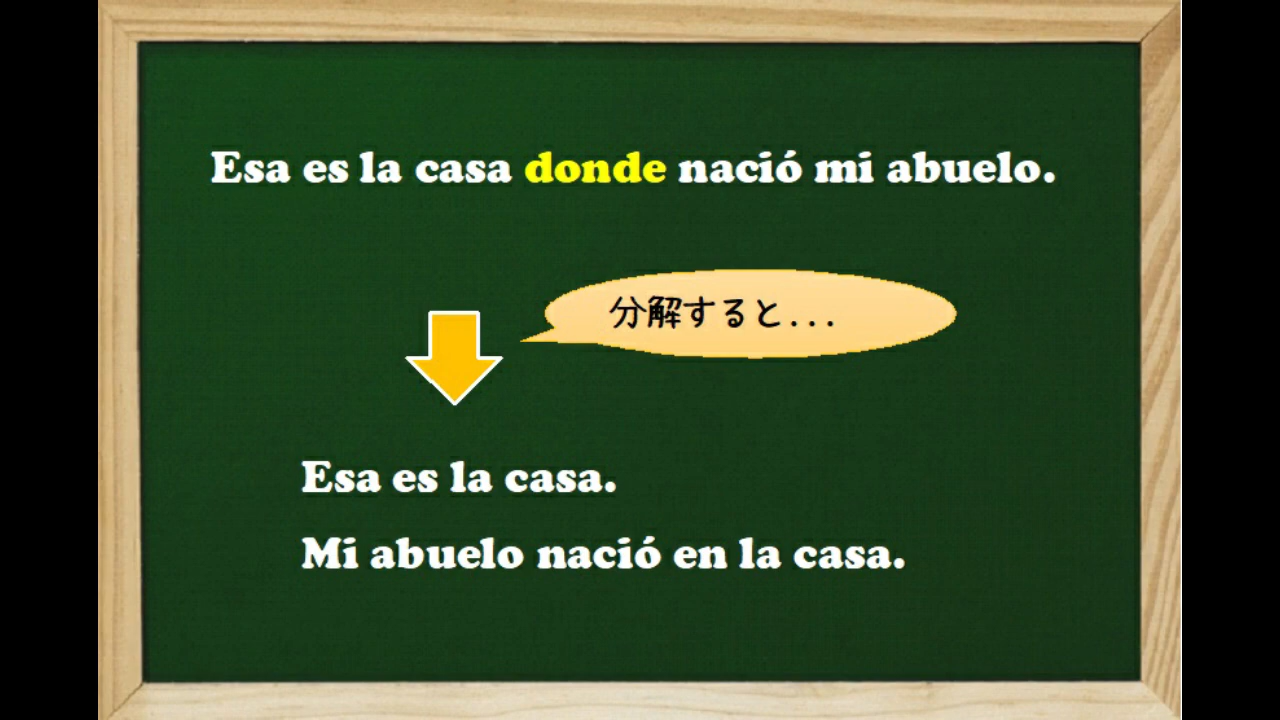 Esa es la casa donde nació mi abuelo.
分解すると...
Esa es la casa.
Mi abuelo nació en la casa.